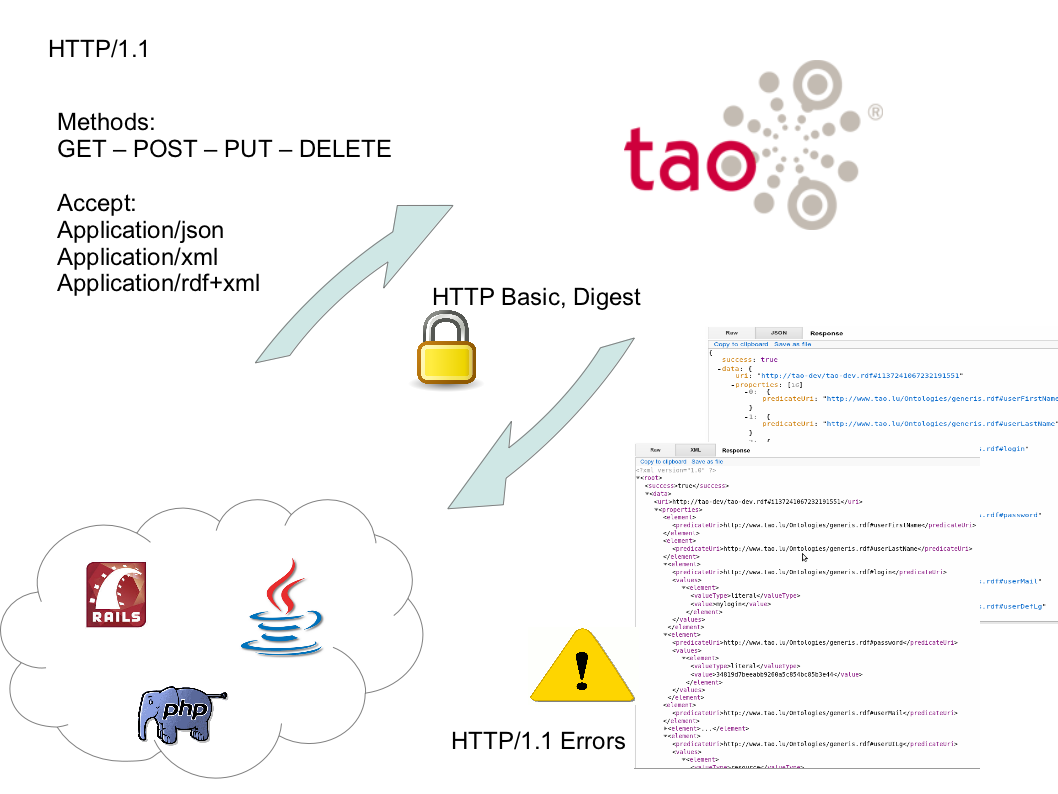 HTTP/1.1
Methods:
GET – POST – PUT – DELETE
Accept:
Application/json
Application/xml
Application/rdf+xml
tao
®
HTTP Basic, Digest
Raw JSON Response
Copy to clipboard Save as file
{
success: true
-data: {
uri: "http://tao-dev/tao-dev.rdf#i1372410672321 91551"
-properties: [16]
-0: {
predicateUri: "http://www.tao.lu/Ontologies/generis.rdf#userFirstName
}
-1: {
predicateUri: "http://www.tao.lu/Ontologies/generis.rdf#userLastName"
}
s.rdf#login"
s.rdf#password"
s.rdf#userMail"
s.rdf#userDefLg"
Raw XML Response
Copy to clipboard Save as file
<?xml version="1.0" ?>
▼<root>
<success>true</success>
▼<data>
<uri>http://tao-dev/tao-dev.rdf#i137241067232191551</uri>
▼<properties>
<element>
<predicateUri>http://www.tao.lu/Ontologies/generis.rdf#userFirstName</predicateUri>
</element>
<element>
<predicateUri>http://www.tao.lu/Ontologies/generis.rdf#userLastName</predicateUri>
</element>
▼<element>
<predicateUri>http://www.tao.lu/Ontologies/generis.rdf#login</predicateUri>
<values>
▼<element>
<valueType>literal</valueType>
<value>mylogin</value>
</element>
</values>
</element>
▼<element>
<predicateUri>http://www.tao.lu/Ontologies/generis.rdf#password</predicateUri>
<values>
▼<element>
<valueType>literal</valueType>
<value>34819d7beeabb9260a5c854bc85b3e44</value>
</element>
</values>
</element>
<element>
<predicateUri>http://www.tao.lu/Ontologies/generis.rdf#userMail</predicateUri>
</element>
▶<element>...</element>
▼<element>
<predicateUri>http://www.tao.lu/Ontologies/generis.rdf#userUILg</predicateUri>
<values>
▼<element>
<valueType>resource</valueType>
RAILS
php
HTTP/1.1 Errors